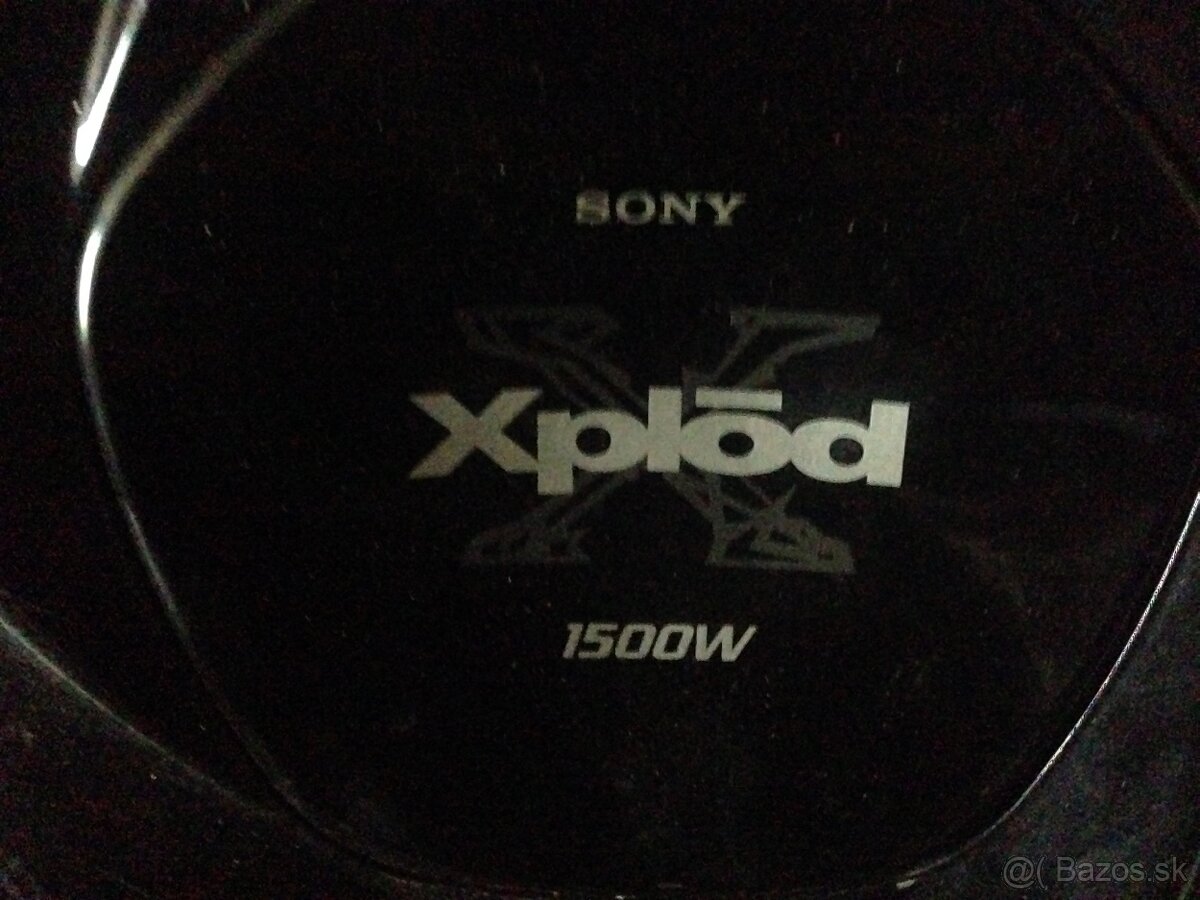 SONY
Xplōd
1500W
@( Bazos.sk